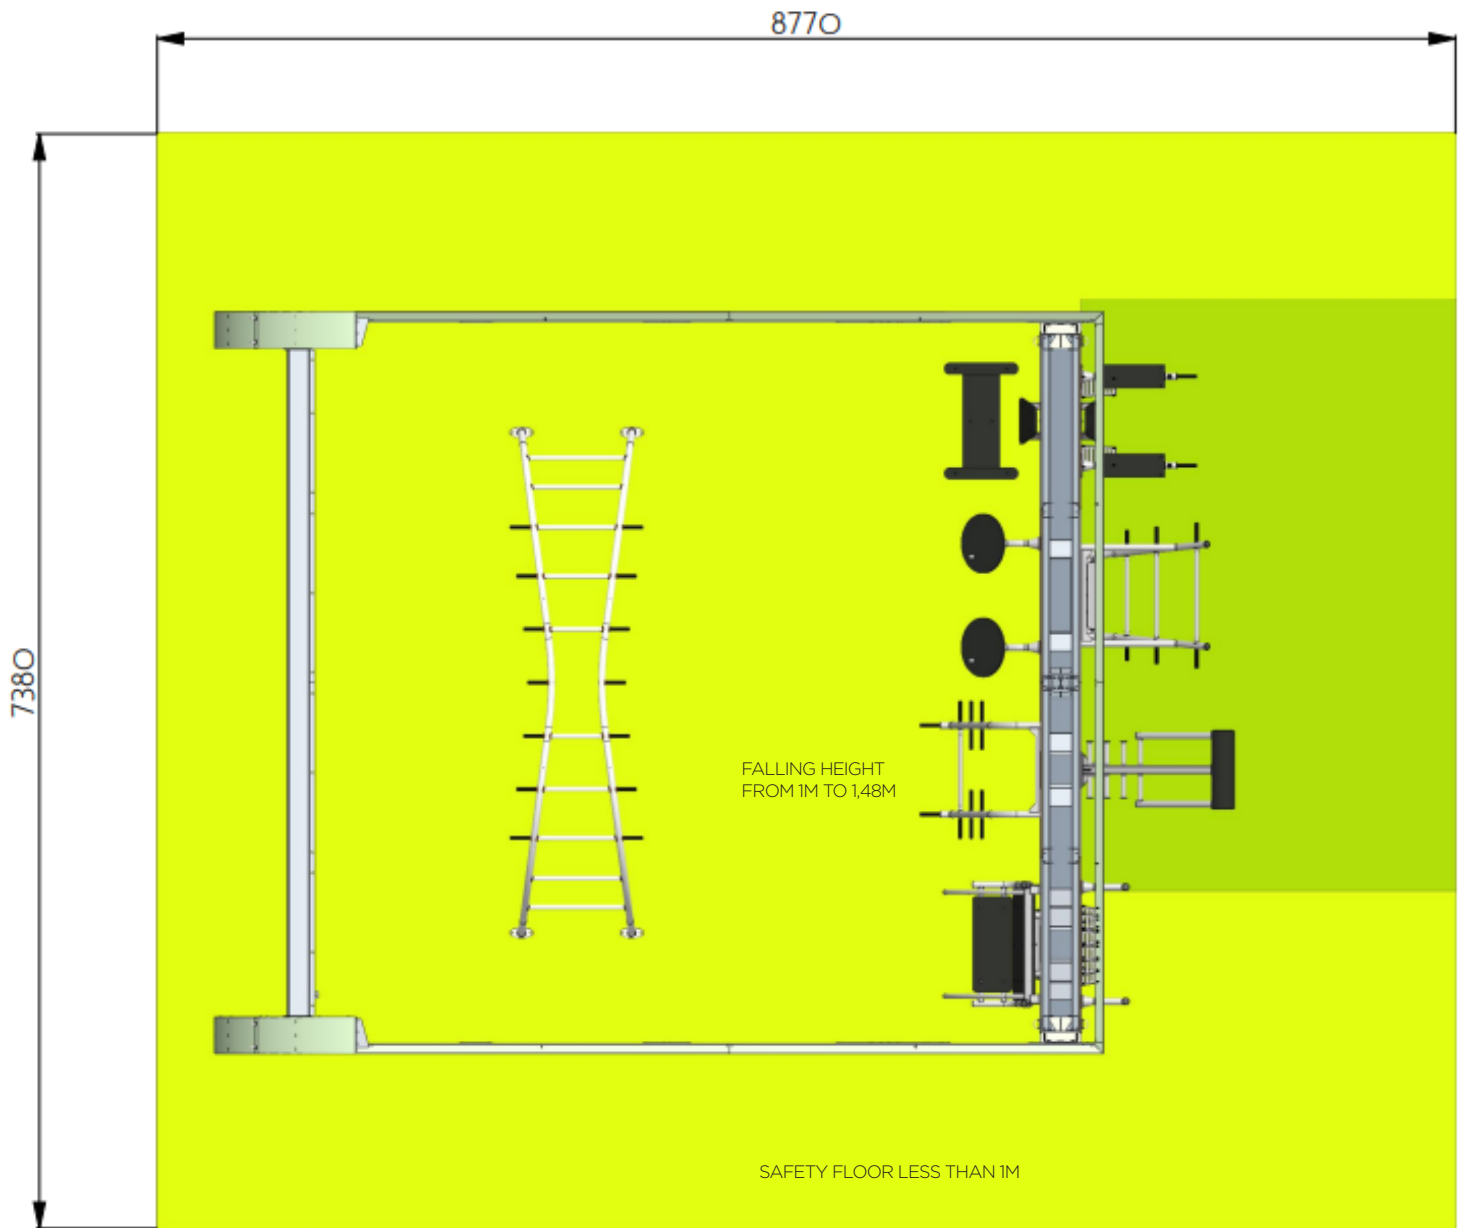 8770
7380
FALLING HEIGHT
FROM 1M TO 1,48M
SAFETY FLOOR LESS THAN 1M